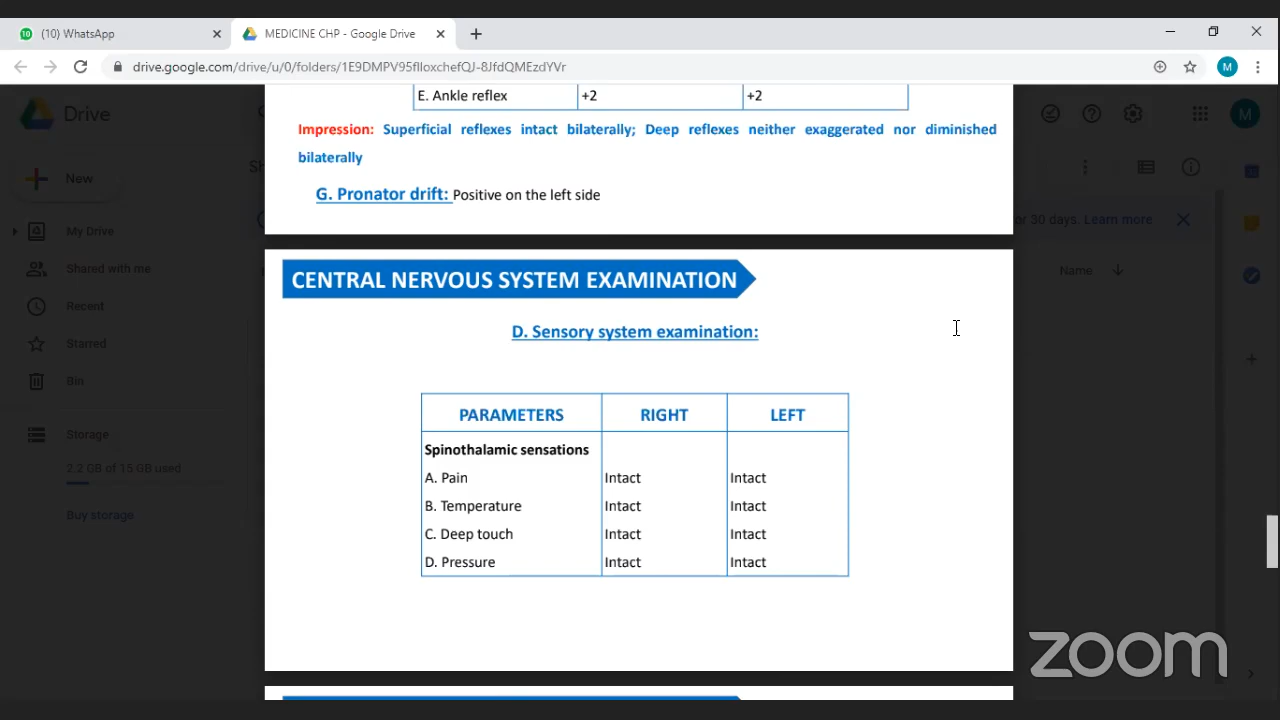 (10) WhatsApp
MEDICINE CHP - Google Drive
drive.google.com/drive/u/0/folders/1E9DMPV95flloxchefQJ-8JfdQMEzdYVr
M
Drive
New
My Drive
Shared with me
Recent
Starred
Bin
Storage
2.2 GB of 15 GB used
Buy storage
or 30 days. Learn more
Name
M
E. Ankle reflex +2 +2
Impression: Superficial reflexes intact bilaterally; Deep reflexes neither exaggerated nor diminished
bilaterally
G. Pronator drift: Positive on the left side
CENTRAL NERVOUS SYSTEM EXAMINATION
D. Sensory system examination:
PARAMETERS RIGHT LEFT
Spinothalamic sensations
A. Pain Intact Intact
B. Temperature Intact Intact
C. Deep touch Intact Intact
D. Pressure Intact Intact
zoom